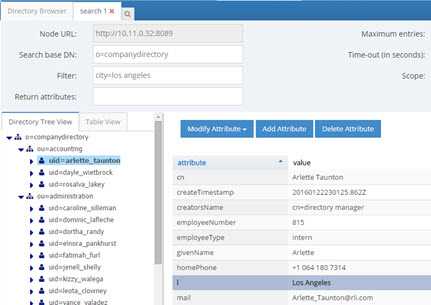 Directory Browser
search 1
Node URL:
http://10.11.0.32:8089
Maximum entries:
Search base DN:
o=companydirectory
Time-out (in seconds):
Filter:
city=los angeles
Scope:
Return attributes:
Directory Tree View
Table View
o=companydirectory
ou=accounting
uid=arlette_taunton
uid=dayle_wietbrock
uid=rosalva_lakey
ou=administration
uid=caroline_silleman
uid=dominic_lafleche
uid=dortha_randy
uid=elnora_pankhurst
uid=fatimah_furl
uid=jenell_shelly
uid=kizzy_walega
uid=leota_clowney
uid=vance_valadez
Modify Attribute
Add Attribute
Delete Attribute
attribute
value
cn
Arlette Taunton
createTimestamp
20160122230125.862Z
creatorsName
cn=directory manager
employeeNumber
815
employeeType
intern
givenName
Arlette
homePhone
+1 064 180 7314
l
Los Angeles
mail
Arlette_Taunton@rli.com